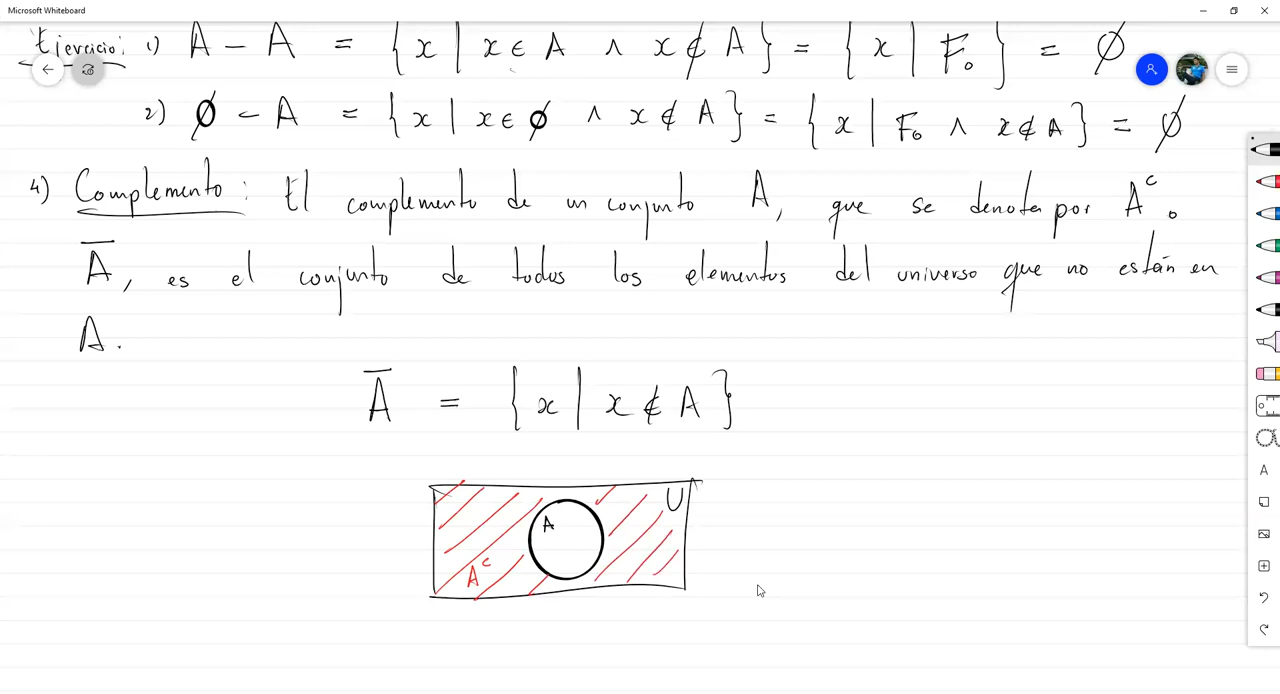 Microsoft Whiteboard
Ejercicio: 1) A - A = { x | x ∈ A ∧ x ∉ A } = { x | F₀ } = ∅
2) ∅ - A = { x | x ∈ ∅ ∧ x ∉ A } = { x | F₀ ∧ x ∉ A } = ∅
4) Complemento: El complemento de un conjunto A, que se denota por Aᶜ o
A̅, es el conjunto de todos los elementos del universo que no están en
A.
A̅ = { x | x ∉ A }
U
A
Aᶜ
A